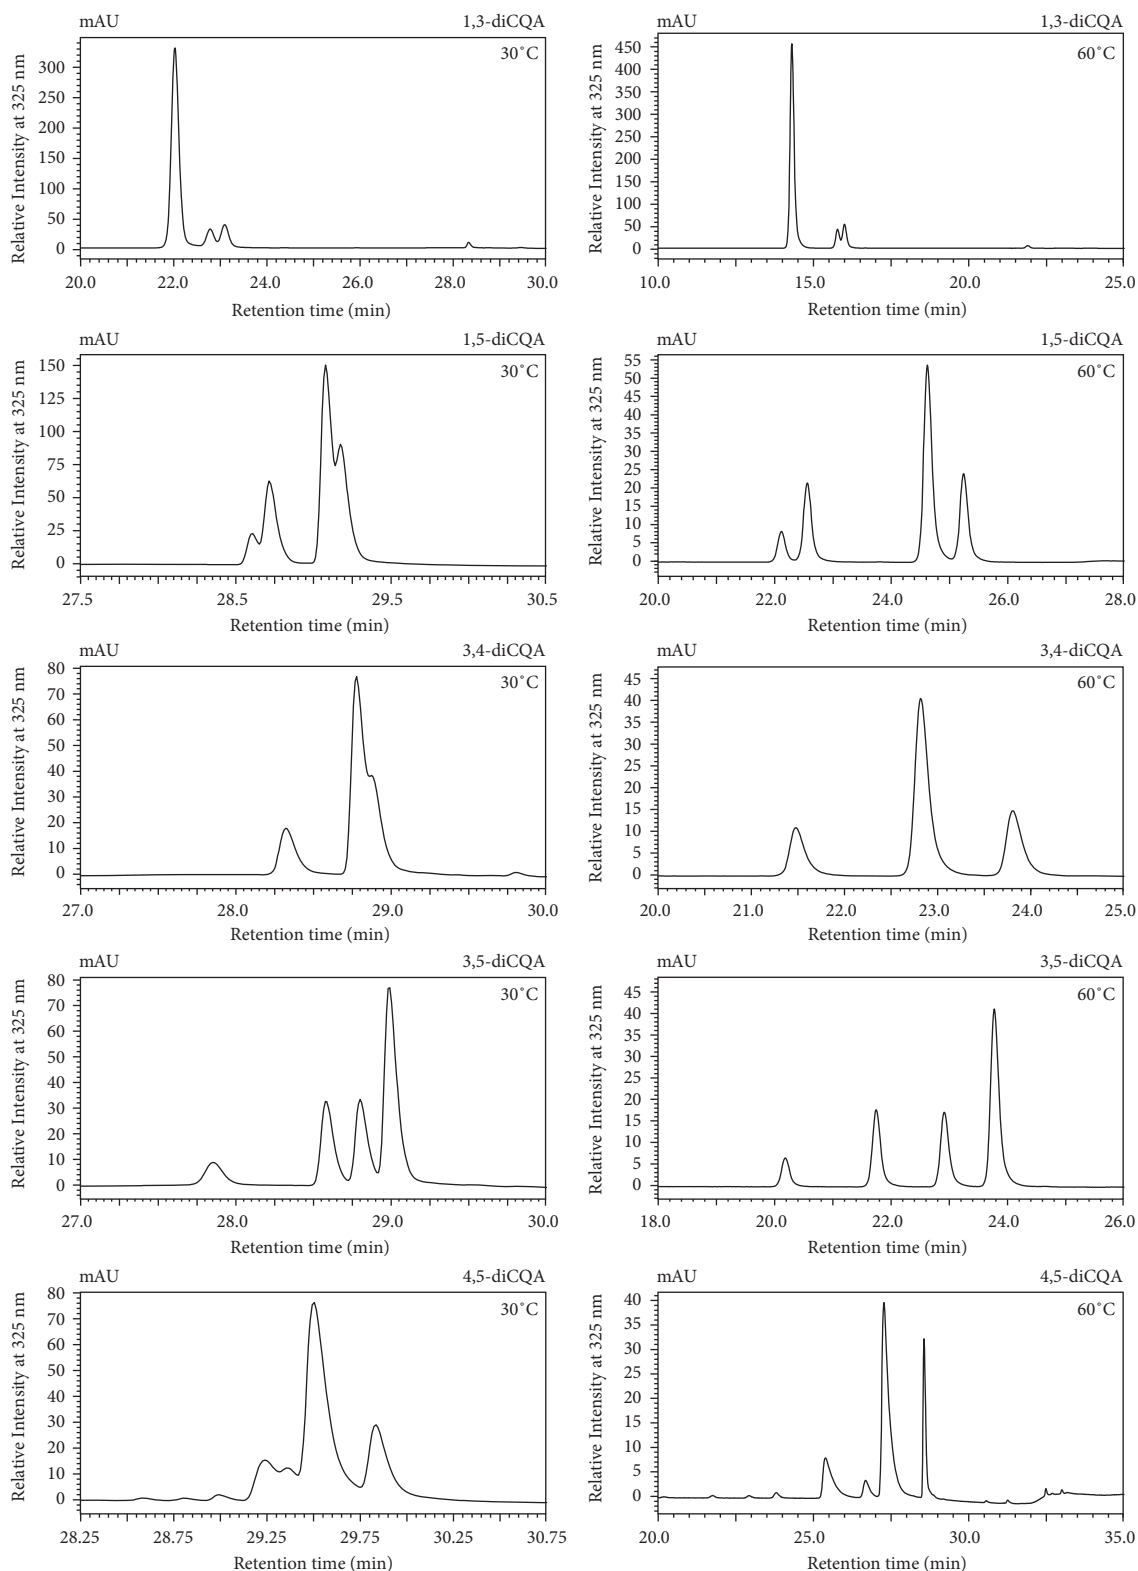 mAU 1,3-diCQA
30˚C
Relative Intensity at 325 nm
300
250
200
150
100
50
0
20.0 22.0 24.0 26.0 28.0 30.0
Retention time (min)
mAU 1,3-diCQA
60˚C
Relative Intensity at 325 nm
450
400
350
300
250
200
150
100
50
0
10.0 15.0 20.0 25.0
Retention time (min)
mAU 1,5-diCQA
30˚C
Relative Intensity at 325 nm
150
125
100
75
50
25
0
27.5 28.5 29.5 30.5
Retention time (min)
mAU 1,5-diCQA
60˚C
Relative Intensity at 325 nm
55
50
45
40
35
30
25
20
15
10
5
0
20.0 22.0 24.0 26.0 28.0
Retention time (min)
mAU 3,4-diCQA
30˚C
Relative Intensity at 325 nm
80
70
60
50
40
30
20
10
0
27.0 28.0 29.0 30.0
Retention time (min)
mAU 3,4-diCQA
60˚C
Relative Intensity at 325 nm
45
40
35
30
25
20
15
10
5
0
20.0 21.0 22.0 23.0 24.0 25.0
Retention time (min)
mAU 3,5-diCQA
30˚C
Relative Intensity at 325 nm
80
70
60
50
40
30
20
10
0
27.0 28.0 29.0 30.0
Retention time (min)
mAU 3,5-diCQA
60˚C
Relative Intensity at 325 nm
45
40
35
30
25
20
15
10
5
0
18.0 20.0 22.0 24.0 26.0
Retention time (min)
mAU 4,5-diCQA
30˚C
Relative Intensity at 325 nm
80
70
60
50
40
30
20
10
0
28.25 28.75 29.25 29.75 30.25 30.75
Retention time (min)
mAU 4,5-diCQA
60˚C
Relative Intensity at 325 nm
40
35
30
25
20
15
10
5
0
20.0 25.0 30.0 35.0
Retention time (min)